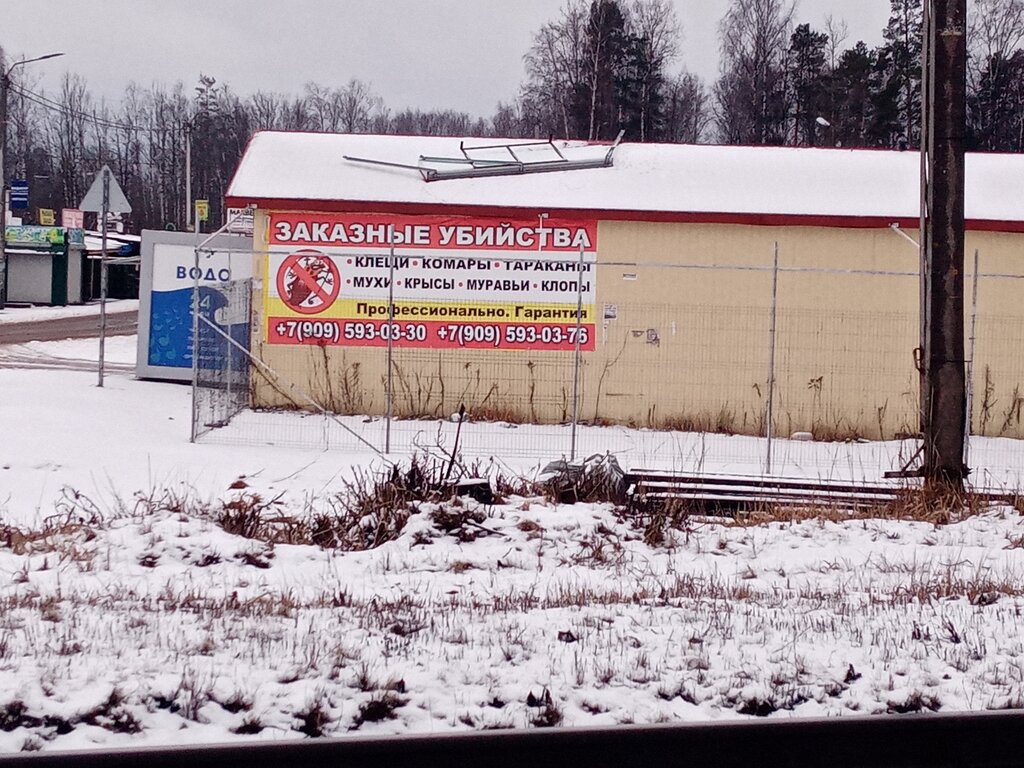 ЗАКАЗНЫЕ УБИЙСТВА
• КЛЕЩИ • КОМАРЫ • ТАРАКАНЫ
• МУХИ • КРЫСЫ • МУРАВЬИ • КЛОПЫ
Профессионально. Гарантия
+7(909) 593-03-30 +7(909) 593-03-76
ВОДО
24